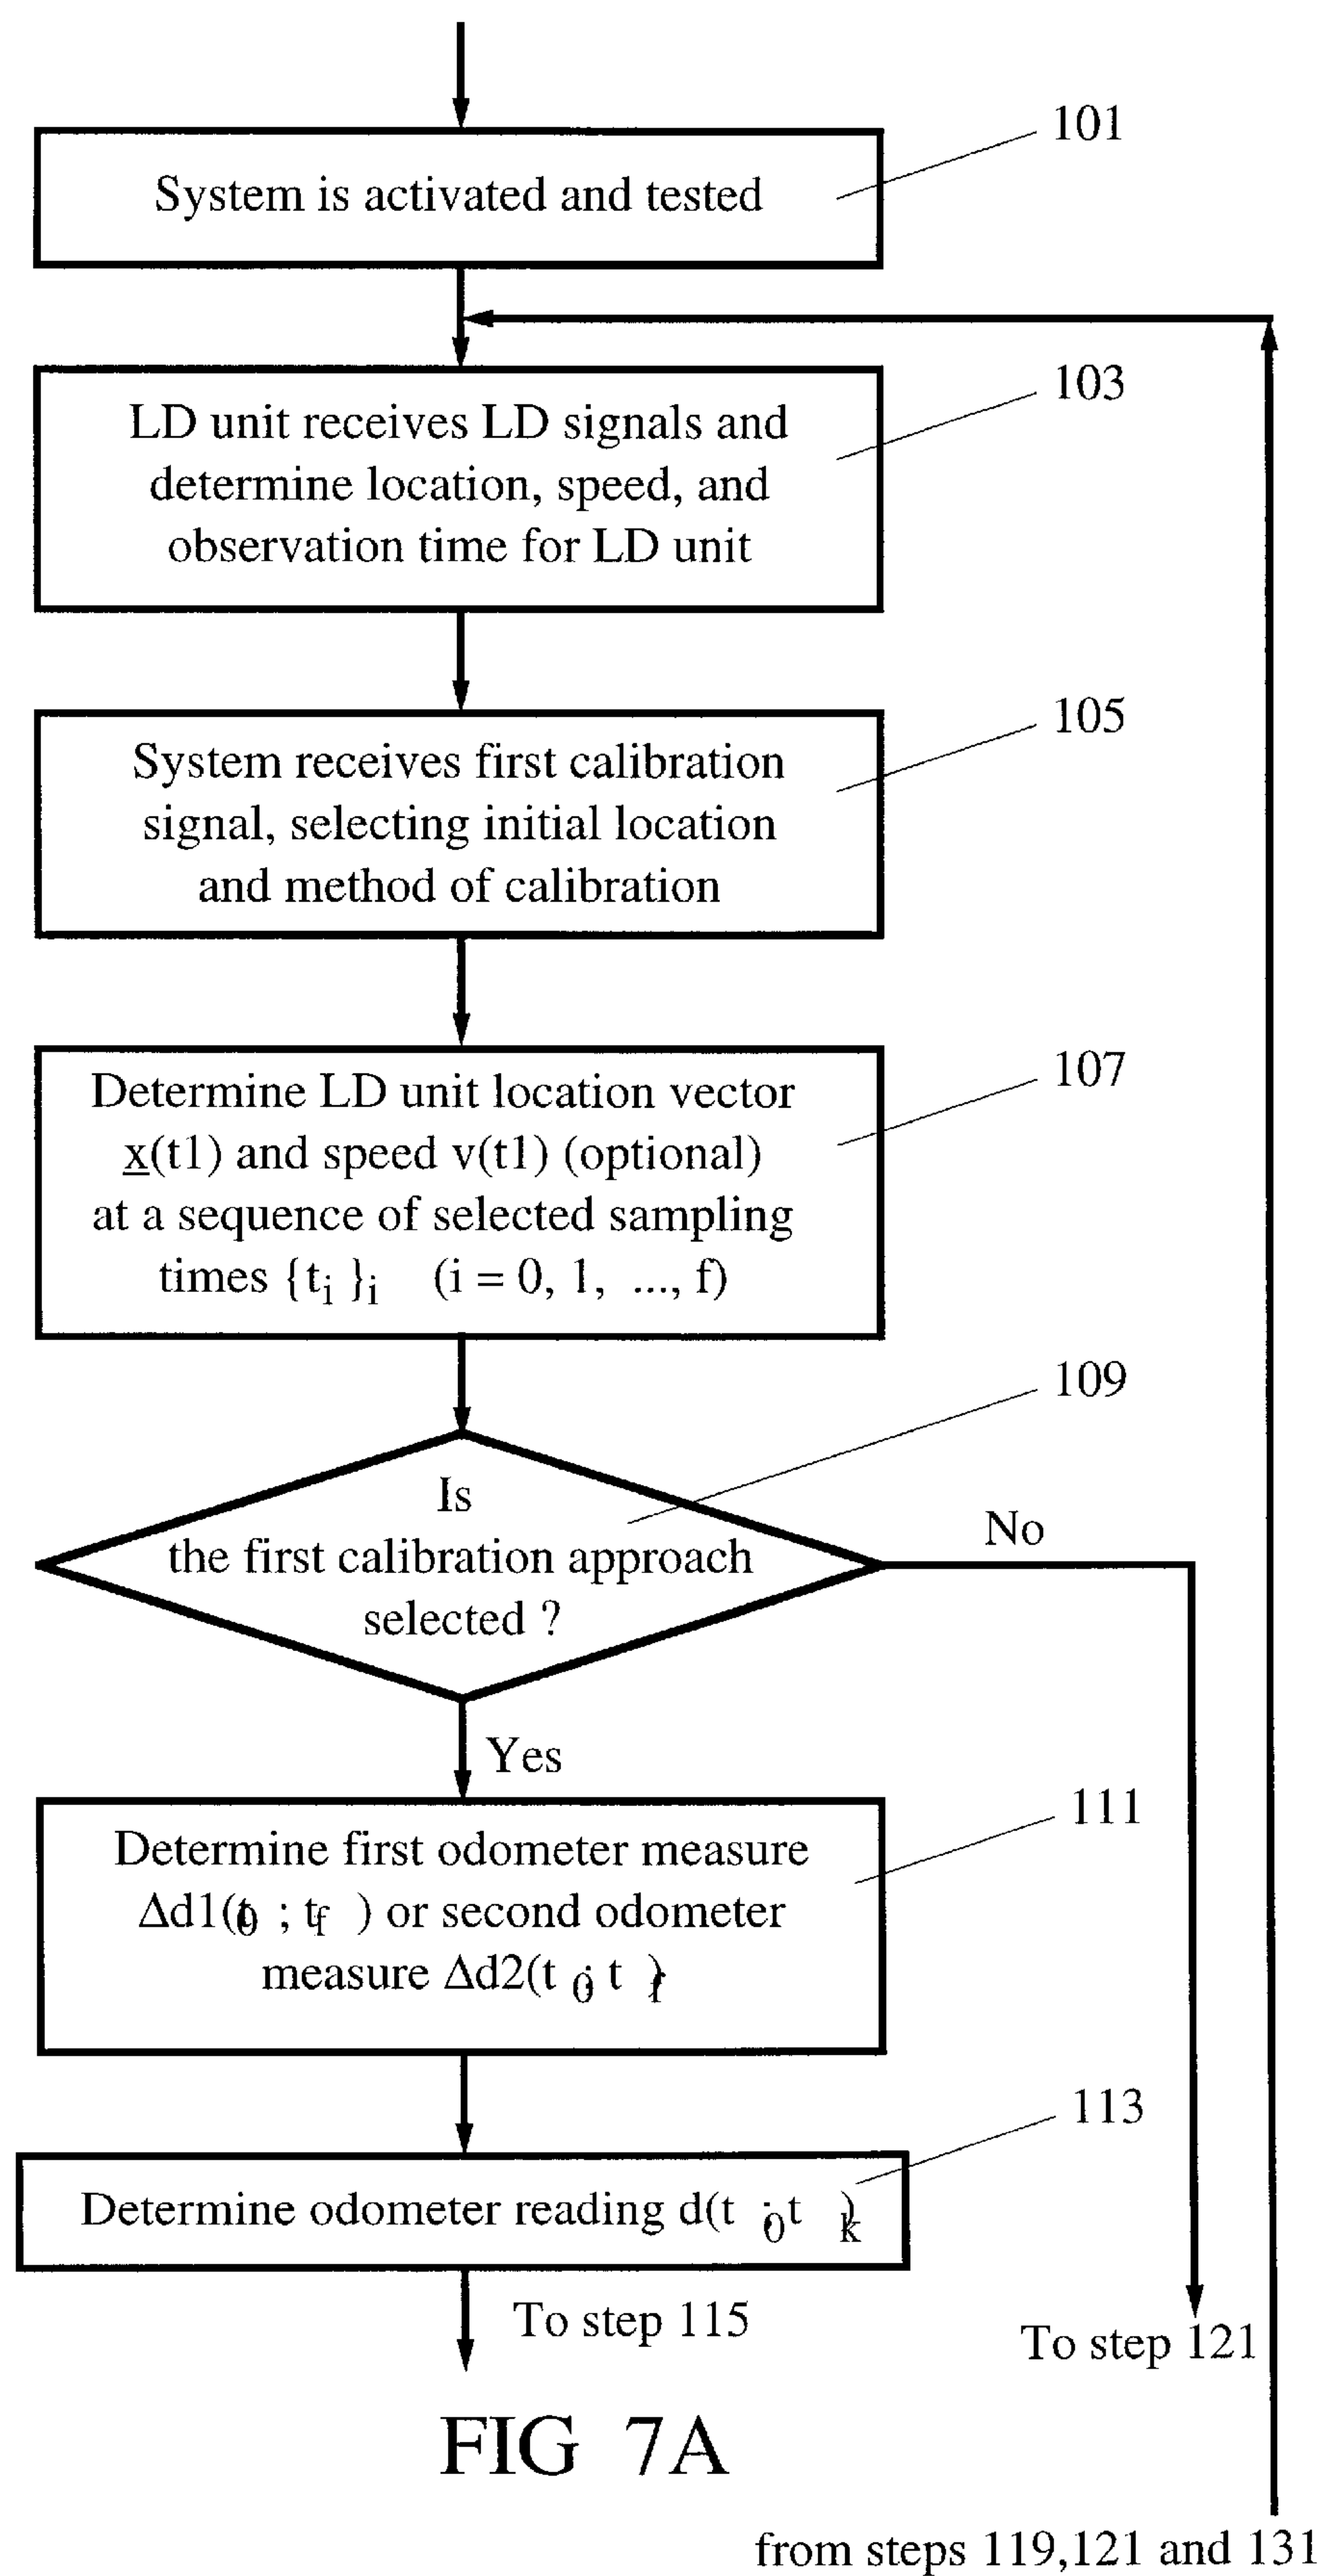 101
System is activated and tested
103
LD unit receives LD signals and
determine location, speed, and
observation time for LD unit
105
System receives first calibration
signal, selecting initial location
and method of calibration
107
Determine LD unit location vector
x(t1) and speed v(t1) (optional)
at a sequence of selected sampling
times {ti }i (i = 0, 1, ..., f)
109
Is
the first calibration approach
selected ?
No
Yes
111
Determine first odometer measure
Δd1(t0 ; tf ) or second odometer
measure Δd2(t0; tf)
113
Determine odometer reading d(t0; tk)
To step 115
To step 121
FIG 7A
from steps 119,121 and 131